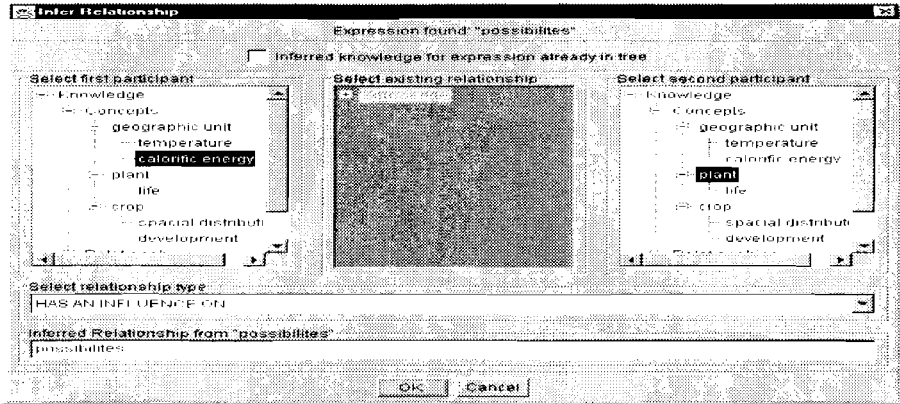 Infer Relationship
Expression found: "possibilites"
Inferred knowledge for expression already in tree
Select first participant
Knowledge
Concepts
geographic unit
temperature
calorific energy
plant
life
crop
spacial distributi
development
Select existing relationship
Select second participant
Knowledge
Concepts
geographic unit
temperature
calorific energy
plant
life
crop
spacial distributi
development
Select relationship type
HAS AN INFLUENCE ON
Inferred Relationship from "possibilites"
possibilites
OK Cancel